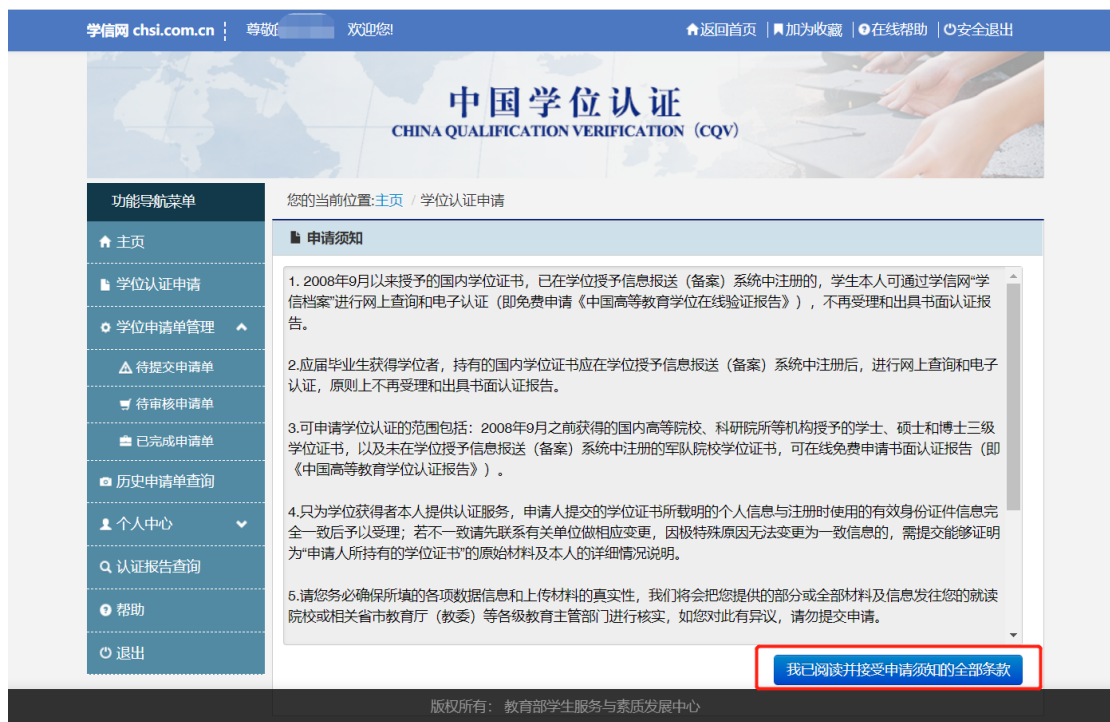 学信网 chsi.com.cn 尊敬 欢迎您! 返回首页 | 加为收藏 | 在线帮助 | 安全退出
中国学位认证
CHINA QUALIFICATION VERIFICATION（CQV）
功能导航菜单
主页
学位认证申请
学位申请单管理
待提交申请单
待审核申请单
已完成申请单
历史申请单查询
个人中心
认证报告查询
帮助
退出
您的当前位置:主页 / 学位认证申请
申请须知
1. 2008年9月以来授予的国内学位证书，已在学位授予信息报送（备案）系统中注册的，学生本人可通过学信网“学
信档案”进行网上查询和电子认证（即免费申请《中国高等教育学位在线验证报告》），不再受理和出具书面认证报
告。
2.应届毕业生获得学位者，持有的国内学位证书应在学位授予信息报送（备案）系统中注册后，进行网上查询和电子
认证，原则上不再受理和出具书面认证报告。
3.可申请学位认证的范围包括：2008年9月之前获得的国内高等院校、科研院所等机构授予的学士、硕士和博士三级
学位证书，以及未在学位授予信息报送（备案）系统中注册的军队院校学位证书，可在线免费申请书面认证报告（即
《中国高等教育学位认证报告》）。
4.只为学位获得者本人提供认证服务，申请人提交的学位证书所载明的个人信息与注册时使用的有效身份证件信息完
全一致后予以受理；若不一致请先联系有关单位做相应变更，因极特殊原因无法变更为一致信息的，需提交能够证明
为“申请人所持有的学位证书”的原始材料及本人的详细情况说明。
5.请您务必确保所填的各项数据信息和上传材料的真实性，我们将会把您提供的部分或全部材料及信息发往您的就读
院校或相关省市教育厅（教委）等各级教育主管部门进行核实，如您对此有异议，请勿提交申请。
我已阅读并接受申请须知的全部条款
版权所有： 教育部学生服务与素质发展中心